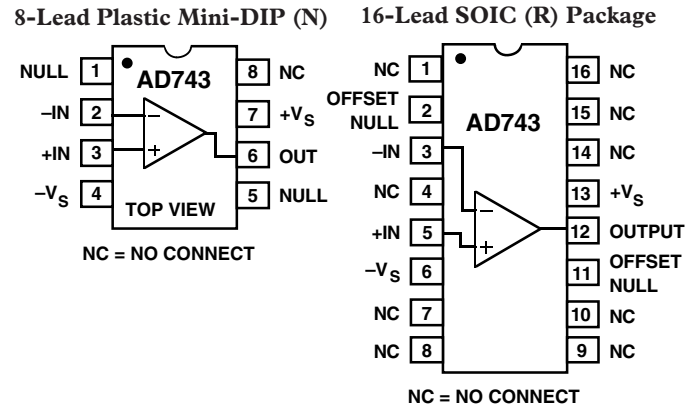 8-Lead Plastic Mini-DIP (N)
NULL 1
–IN 2
+IN 3
–VS 4
AD743
–
+
TOP VIEW
8 NC
7 +VS
6 OUT
5 NULL
NC = NO CONNECT
16-Lead SOIC (R) Package
NC 1
OFFSET
NULL
2
–IN 3
NC 4
+IN 5
–VS 6
NC 7
NC 8
AD743
–
+
16 NC
15 NC
14 NC
13 +VS
12 OUTPUT
11 OFFSET
NULL
10 NC
9 NC
NC = NO CONNECT